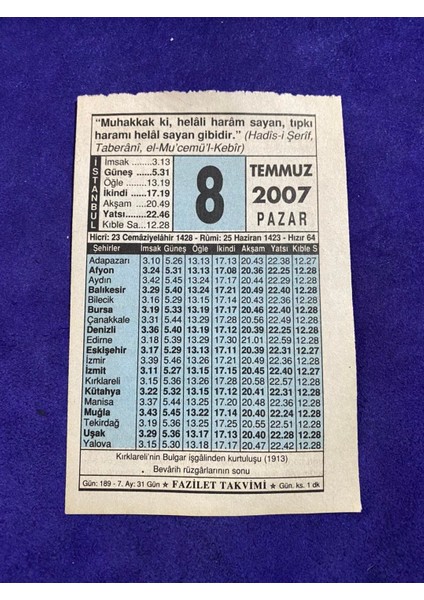 “Muhakkak ki, helâli harâm sayan, tıpkı
haramı helâl sayan gibidir.” (Hadîs-i Şerîf,
Taberânî, el-Mu’cemü’l-Kebîr)
İSTANBUL
İmsak ........3.13
Güneş ......5.31
Öğle .......13.19
İkindi .....17.19
Akşam ...20.49
Yatsı......22.46
Kıble Sa...12.28
8
TEMMUZ
2007
PAZAR
Hicrî: 23 Cemâziyelâhir 1428 - Rûmi: 25 Haziran 1423 - Hızır 64
Şehirler İmsak Güneş Öğle İkindi Akşam Yatsı Kıble S
Adapazarı 3.10 5.26 13.13 17.13 20.43 22.38 12.27
Afyon 3.24 5.31 13.13 17.08 20.36 22.25 12.28
Aydın 3.42 5.45 13.24 17.17 20.44 22.29 12.28
Balıkesir 3.29 5.40 13.24 17.21 20.49 22.40 12.28
Bilecik 3.16 5.29 13.15 17.14 20.43 22.36 12.28
Bursa 3.19 5.33 13.19 17.17 20.46 22.40 12.28
Çanakkale 3.31 5.44 13.29 17.28 20.56 22.50 12.28
Denizli 3.36 5.40 13.19 17.12 20.39 22.25 12.28
Edirne 3.18 5.39 13.29 17.30 21.01 22.59 12.28
Eskişehir 3.17 5.29 13.13 17.11 20.39 22.31 12.27
İzmir 3.39 5.46 13.26 17.21 20.49 22.36 12.28
İzmit 3.11 5.27 13.15 17.15 20.45 22.40 12.27
Kırklareli 3.15 5.36 13.26 17.28 20.58 22.57 12.28
Kütahya 3.22 5.32 13.15 17.12 20.41 22.31 12.28
Manisa 3.37 5.44 13.25 17.20 20.48 22.36 12.28
Muğla 3.43 5.45 13.22 17.14 20.40 22.24 12.28
Tekirdağ 3.19 5.36 13.25 17.25 20.55 22.51 12.28
Uşak 3.29 5.36 13.17 17.13 20.40 22.28 12.28
Yalova 3.15 5.30 13.18 17.17 20.47 22.42 12.28
Kırklareli’nin Bulgar işgâlinden kurtuluşu (1913)
Bevârih rüzgârlarının sonu
Gün: 189 - 7. Ay: 31 Gün ★ FAZİLET TAKVİMİ ★ Gün. ks. 1 dk